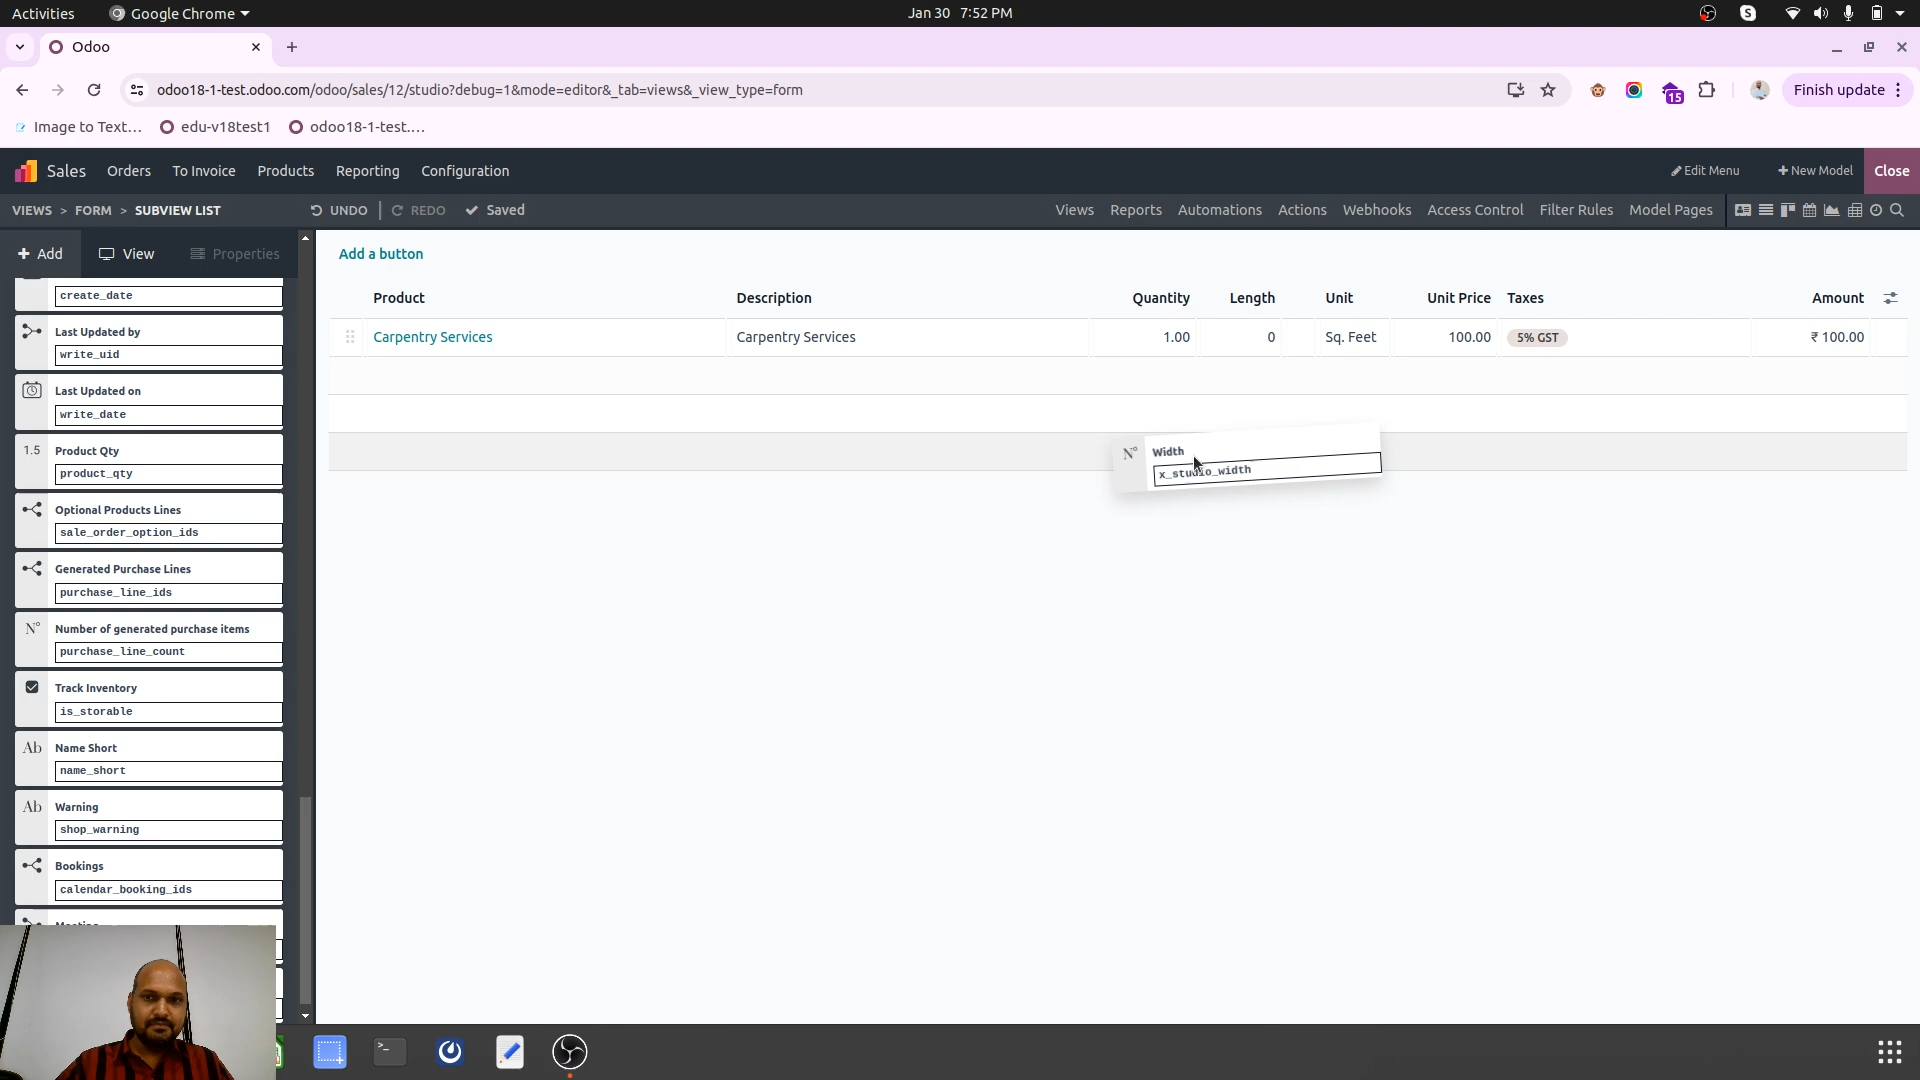 Activities Google Chrome Jan 30 7:52 PM
Odoo
odoo18-1-test.odoo.com/odoo/sales/12/studio?debug=1&mode=editor&_tab=views&_view_type=form 15 Finish update
Image to Text... edu-v18test1 odoo18-1-test....
Sales Orders To Invoice Products Reporting Configuration Edit Menu + New Model Close
VIEWS > FORM > SUBVIEW LIST UNDO REDO Saved Views Reports Automations Actions Webhooks Access Control Filter Rules Model Pages
+ Add View Properties
Add a button
create_date
Product Description Quantity Length Unit Unit Price Taxes Amount
Last Updated by
write_uid
Carpentry Services Carpentry Services 1.00 0 Sq. Feet 100.00 5% GST ₹ 100.00
Last Updated on
write_date
1.5 Product Qty
product_qty
N° Width
x_studio_width
Optional Products Lines
sale_order_option_ids
Generated Purchase Lines
purchase_line_ids
N° Number of generated purchase items
purchase_line_count
Track Inventory
is_storable
Ab Name Short
name_short
Ab Warning
shop_warning
Bookings
calendar_booking_ids